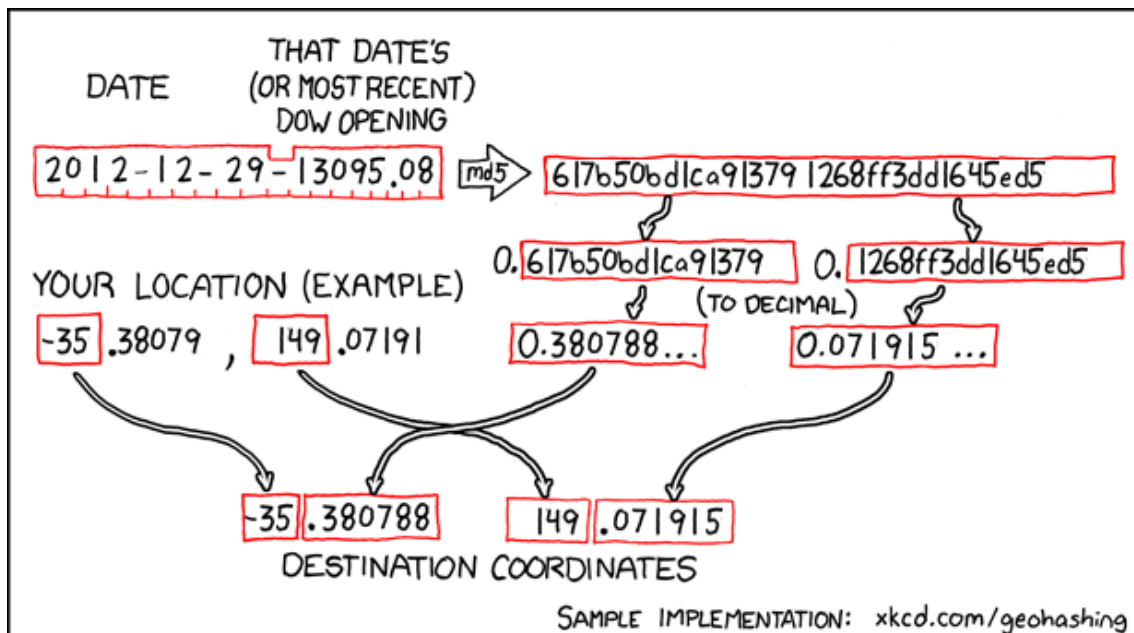 DATE
THAT DATE'S
(OR MOST RECENT)
DOW OPENING
2012-12-29-13095.08
md5
617b50bd1ca91379 1268ff3dd1645ed5
0.617b50bd1ca91379
0.1268ff3dd1645ed5
(TO DECIMAL)
YOUR LOCATION (EXAMPLE)
-35.38079, 149.07191
0.380788...
0.071915...
-35.380788
149.071915
DESTINATION COORDINATES
SAMPLE IMPLEMENTATION: xkcd.com/geohashing